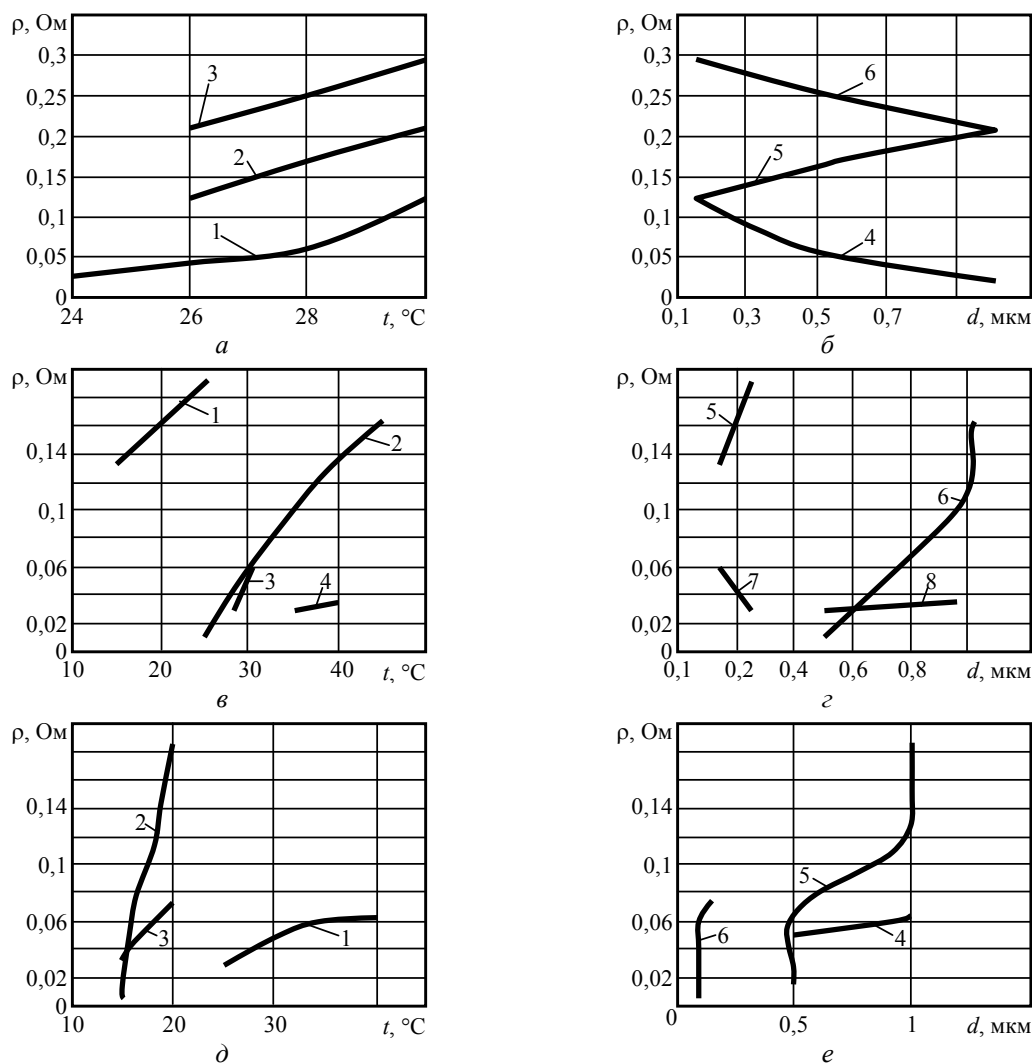 ρ, Ом
0,3
0,25
0,2
0,15
0,1
0,05
0
3
2
1
24 26 28 t, °C
а
ρ, Ом
0,3
0,25
0,2
0,15
0,1
0,05
0
6
5
4
0,1 0,3 0,5 0,7 d, мкм
б
ρ, Ом
0,14
0,1
0,06
0,02
0
1
2
3
4
10 20 30 40 t, °C
в
ρ, Ом
0,14
0,1
0,06
0,02
0
5
6
7
8
0,1 0,2 0,4 0,6 0,8 d, мкм
г
ρ, Ом
0,14
0,1
0,06
0,02
0
2
3
1
10 20 30 t, °C
д
ρ, Ом
0,14
0,1
0,06
0,02
5
6
4
0 0,5 1 d, мкм
е